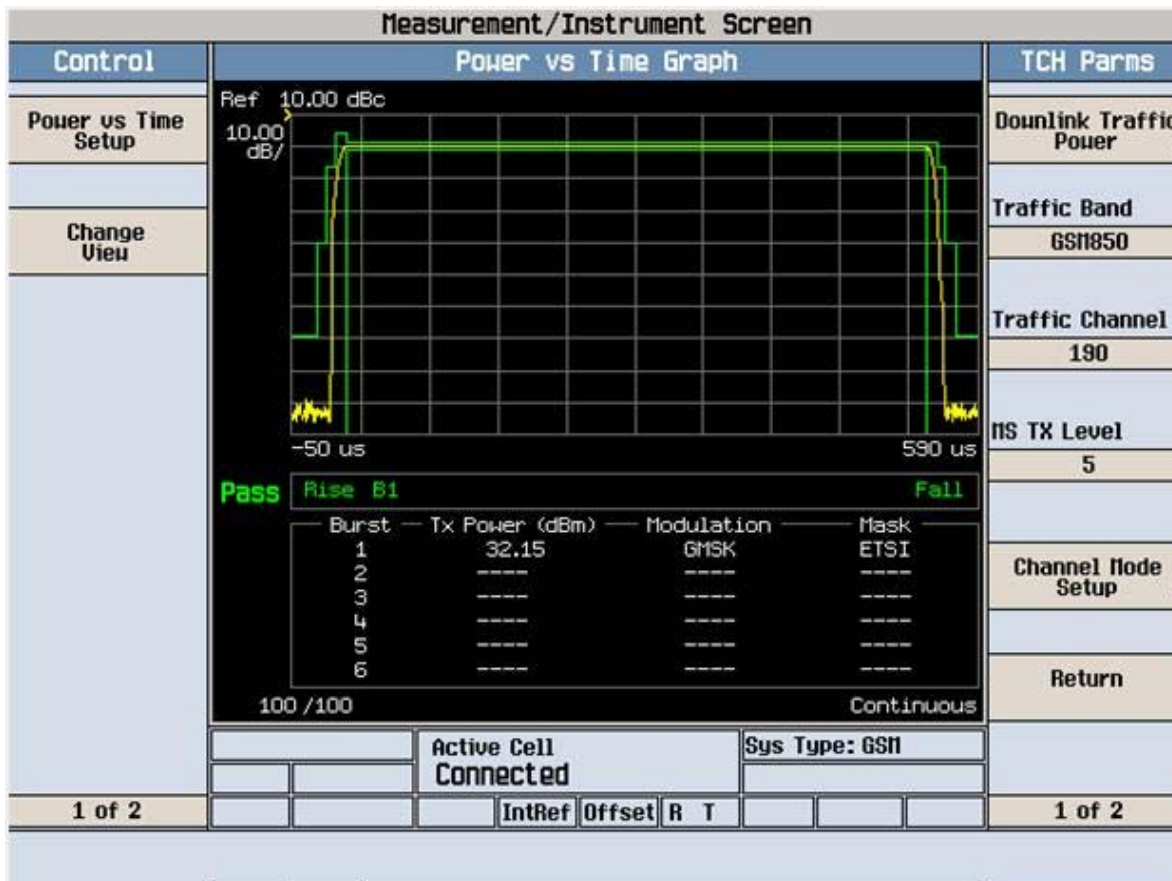 Measurement/Instrument Screen
Control
Power vs Time Setup
Change View
1 of 2
Power vs Time Graph
Ref 10.00 dBc
10.00 dB/
-50 us
590 us
Pass
Rise B1
Fall
Burst Tx Power (dBm) Modulation Mask
1 32.15 GMSK ETSI
2 ---- ---- ----
3 ---- ---- ----
4 ---- ---- ----
5 ---- ---- ----
6 ---- ---- ----
100 /100
Continuous
Active Cell
Connected
Sys Type: GSM
IntRef
Offset
R T
TCH Parms
Downlink Traffic Power
Traffic Band
GSM850
Traffic Channel
190
MS TX Level
5
Channel Mode Setup
Return
1 of 2